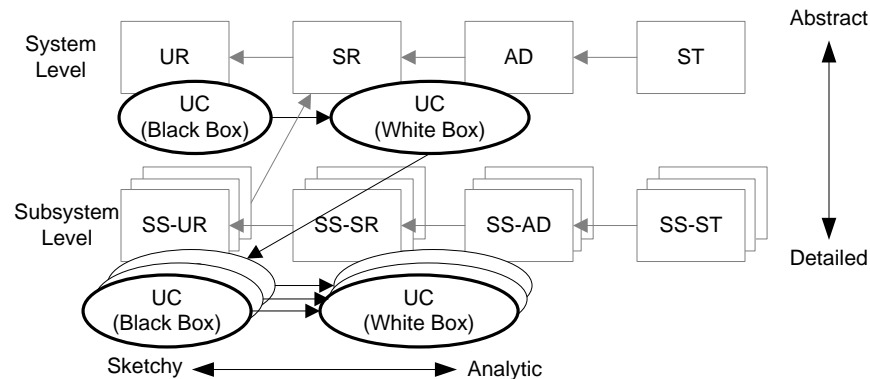 Abstract
System
Level
UR
SR
AD
ST
UC
(Black Box)
UC
(White Box)
Subsystem
Level
SS-UR
SS-SR
SS-AD
SS-ST
Detailed
UC
(Black Box)
UC
(White Box)
Sketchy
Analytic